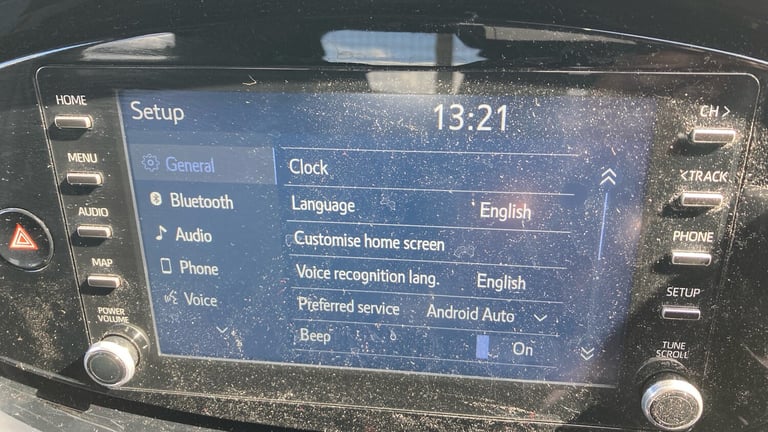 HOME
MENU
AUDIO
MAP
POWER
VOLUME
Setup 13:21
General
Bluetooth
Audio
Phone
Voice
Clock
Language English
Customise home screen
Voice recognition lang. English
Preferred service Android Auto
Beep On
CH >
< TRACK
PHONE
SETUP
TUNE
SCROLL